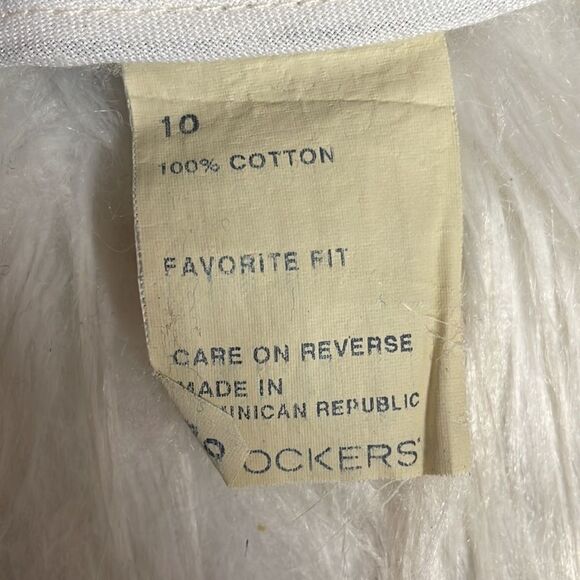 10
100% COTTON
FAVORITE FIT
CARE ON REVERSE
MADE IN
INICAN REPUBLIC
OCKERS